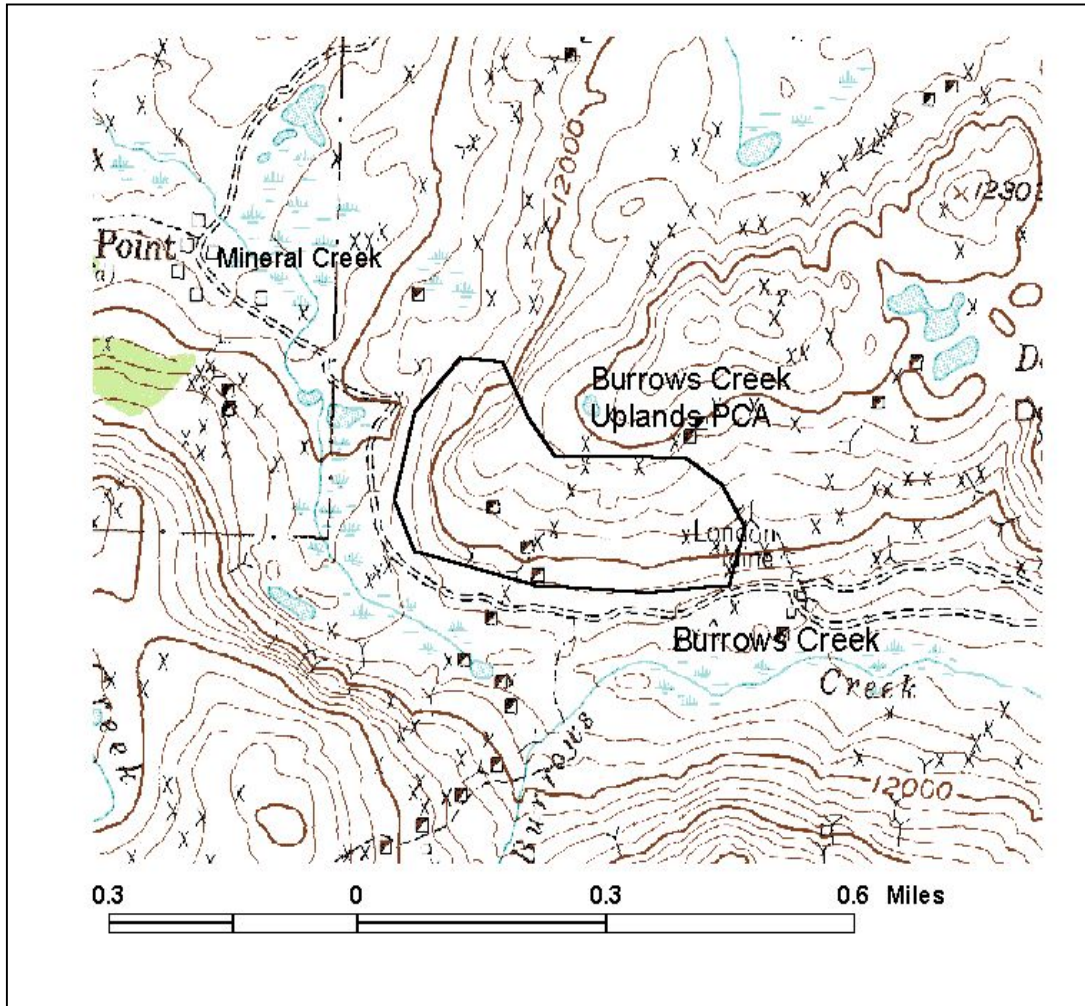 12000
12301
Point
Mineral Creek
Burrows Creek
Uplands PCA
London
Mine
Burrows Creek
Creek
Burrows
12000
0.3 0 0.3 0.6 Miles